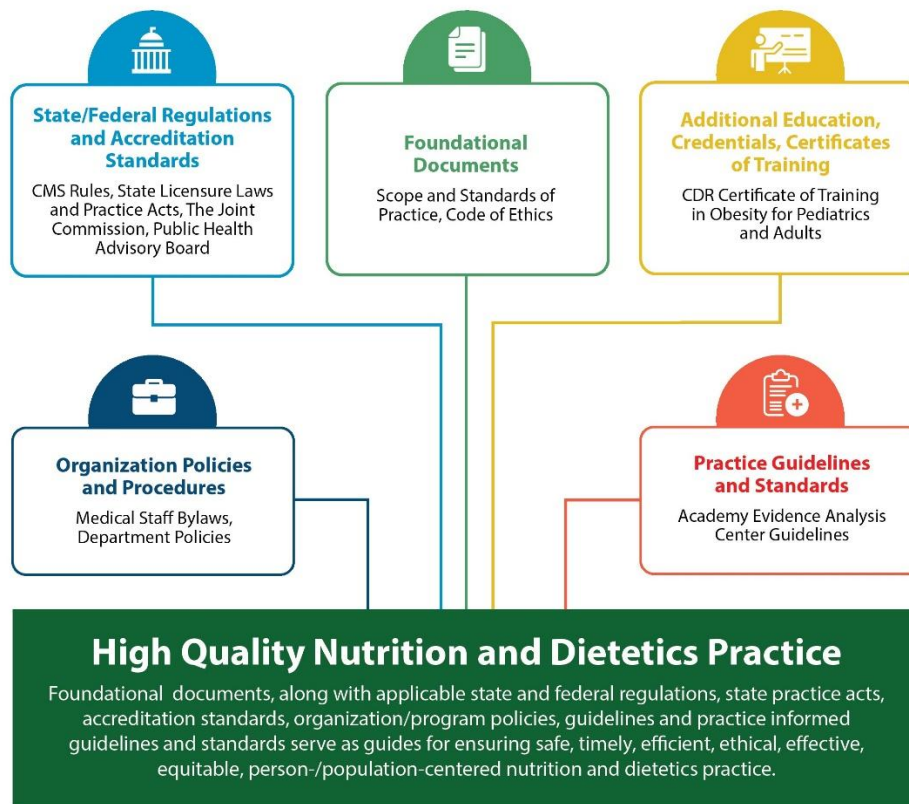 State/Federal Regulations
and Accreditation
Standards
CMS Rules, State Licensure Laws
and Practice Acts, The Joint
Commission, Public Health
Advisory Board
Foundational
Documents
Scope and Standards of
Practice, Code of Ethics
Additional Education,
Credentials, Certificates
of Training
CDR Certificate of Training
in Obesity for Pediatrics
and Adults
Organization Policies
and Procedures
Medical Staff Bylaws,
Department Policies
Practice Guidelines
and Standards
Academy Evidence Analysis
Center Guidelines
High Quality Nutrition and Dietetics Practice
Foundational documents, along with applicable state and federal regulations, state practice acts,
accreditation standards, organization/program policies, guidelines and practice informed
guidelines and standards serve as guides for ensuring safe, timely, efficient, ethical, effective,
equitable, person-/population-centered nutrition and dietetics practice.